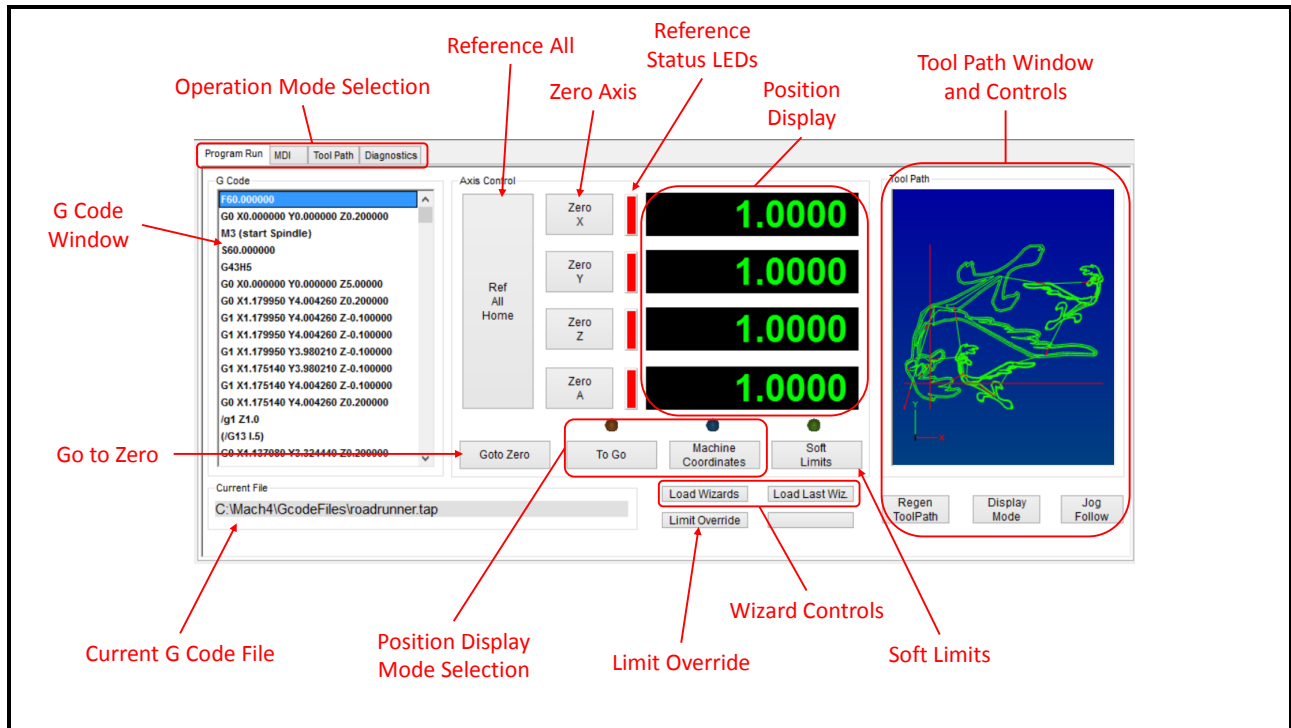 Reference All
Reference
Status LEDs
Operation Mode Selection
Zero Axis
Position
Display
Tool Path Window
and Controls
Program Run
MDI
Tool Path
Diagnostics
G Code
Window
G Code
F60.000000
G0 X0.000000 Y0.000000 Z0.200000
M3 (start Spindle)
S60.000000
G43H5
G0 X0.000000 Y0.000000 Z5.00000
G0 X1.179950 Y4.004260 Z0.200000
G1 X1.179950 Y4.004260 Z-0.100000
G1 X1.179950 Y4.004260 Z-0.100000
G1 X1.179950 Y3.980210 Z-0.100000
G1 X1.175140 Y3.980210 Z-0.100000
G1 X1.175140 Y4.004260 Z-0.100000
G0 X1.175140 Y4.004260 Z0.200000
/g1 Z1.0
(/G13 I.5)
G0 X1.137080 Y3.324440 Z0.200000
Axis Control
Ref
All
Home
Zero
X
1.0000
Zero
Y
1.0000
Zero
Z
1.0000
Zero
A
1.0000
Tool Path
Y
X
Go to Zero
Goto Zero
To Go
Machine
Coordinates
Soft
Limits
Current File
C:\Mach4\GcodeFiles\roadrunner.tap
Load Wizards
Load Last Wiz.
Limit Override
Regen
ToolPath
Display
Mode
Jog
Follow
Current G Code File
Position Display
Mode Selection
Limit Override
Wizard Controls
Soft Limits